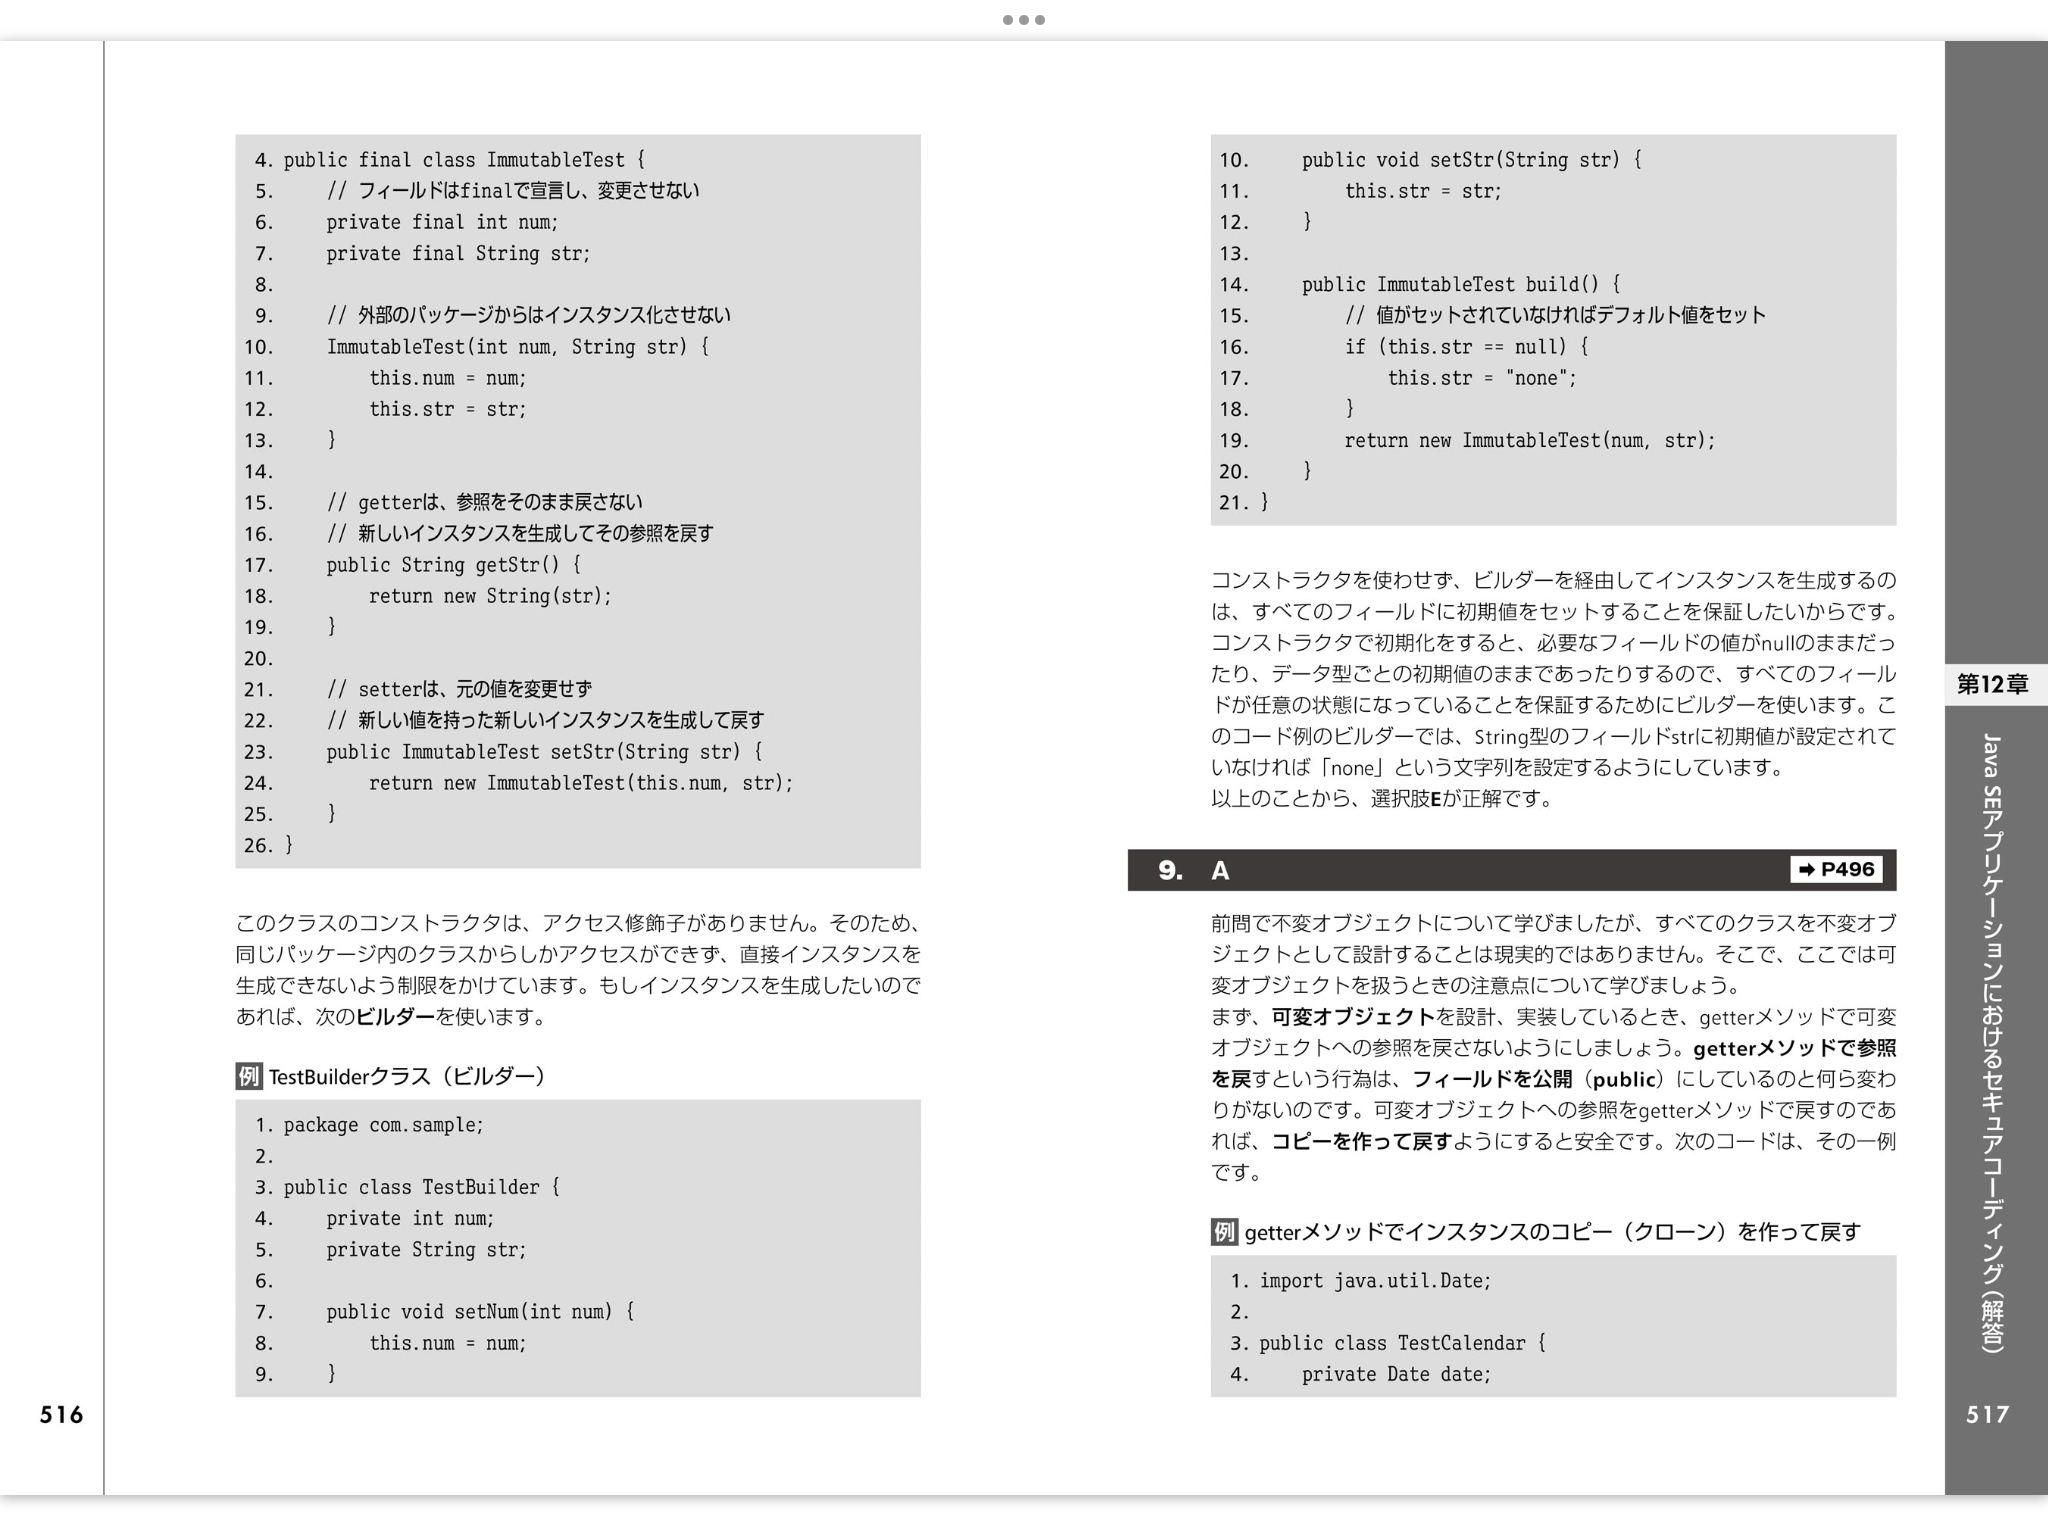 4. public final class ImmutableTest {
5.     // フィールドはfinalで宣言し、変更させない
6.     private final int num;
7.     private final String str;
8.
9.     // 外部のパッケージからはインスタンス化させない
10.     ImmutableTest(int num, String str) {
11.         this.num = num;
12.         this.str = str;
13.     }
14.
15.     // getterは、参照をそのまま戻さない
16.     // 新しいインスタンスを生成してその参照を戻す
17.     public String getStr() {
18.         return new String(str);
19.     }
20.
21.     // setterは、元の値を変更せず
22.     // 新しい値を持った新しいインスタンスを生成して戻す
23.     public ImmutableTest setStr(String str) {
24.         return new ImmutableTest(this.num, str);
25.     }
26. }
このクラスのコンストラクタは、アクセス修飾子がありません。そのため、
同じパッケージ内のクラスからしかアクセスができず、直接インスタンスを
生成できないよう制限をかけています。もしインスタンスを生成したいので
あれば、次のビルダーを使います。
例 TestBuilderクラス（ビルダー）
1. package com.sample;
2.
3. public class TestBuilder {
4.     private int num;
5.     private String str;
6.
7.     public void setNum(int num) {
8.         this.num = num;
9.     }
516
10.     public void setStr(String str) {
11.         this.str = str;
12.     }
13.
14.     public ImmutableTest build() {
15.         // 値がセットされていなければデフォルト値をセット
16.         if (this.str == null) {
17.             this.str = "none";
18.         }
19.         return new ImmutableTest(num, str);
20.     }
21. }
コンストラクタを使わせず、ビルダーを経由してインスタンスを生成するの
は、すべてのフィールドに初期値をセットすることを保証したいからです。
コンストラクタで初期化をすると、必要なフィールドの値がnullのままだっ
たり、データ型ごとの初期値のままであったりするので、すべてのフィール
ドが任意の状態になっていることを保証するためにビルダーを使います。こ
のコード例のビルダーでは、String型のフィールドstrに初期値が設定されて
いなければ「none」という文字列を設定するようにしています。
以上のことから、選択肢Eが正解です。
9. A ➡ P496
前問で不変オブジェクトについて学びましたが、すべてのクラスを不変オブ
ジェクトとして設計することは現実的ではありません。そこで、ここでは可
変オブジェクトを扱うときの注意点について学びましょう。
まず、可変オブジェクトを設計、実装しているとき、getterメソッドで可変
オブジェクトへの参照を戻さないようにしましょう。getterメソッドで参照
を戻すという行為は、フィールドを公開（public）にしているのと何ら変わ
りがないのです。可変オブジェクトへの参照をgetterメソッドで戻すのであ
れば、コピーを作って戻すようにすると安全です。次のコードは、その一例
です。
例 getterメソッドでインスタンスのコピー（クローン）を作って戻す
1. import java.util.Date;
2.
3. public class TestCalendar {
4.     private Date date;
第12章
Java SEアプリケーションにおけるセキュアコーディング（解答）
517